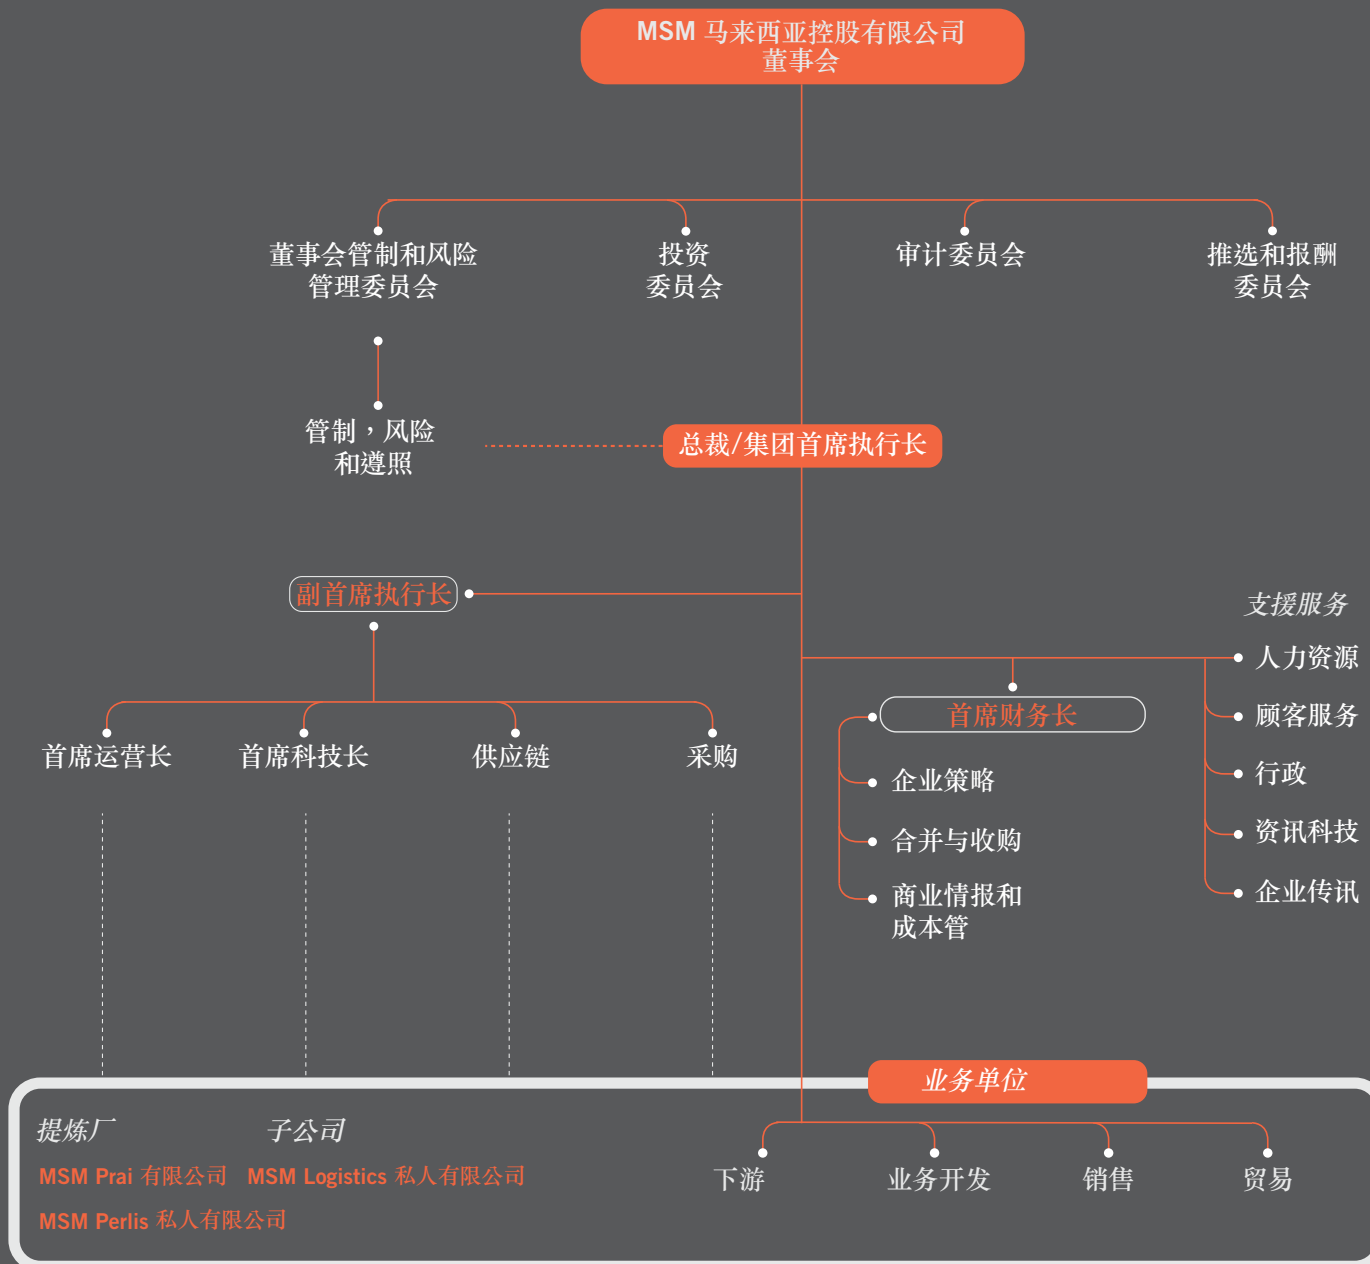 MSM 马来西亚控股有限公司
董事会
董事会管制和风险
管理委员会
投资
委员会
审计委员会
推选和报酬
委员会
管制，风险
和遵照
总裁/集团首席执行长
副首席执行长
首席运营长
首席科技长
供应链
采购
首席财务长
企业策略
合并与收购
商业情报和
成本管
支援服务
人力资源
顾客服务
行政
资讯科技
企业传讯
业务单位
提炼厂
子公司
MSM Prai 有限公司
MSM Logistics 私人有限公司
MSM Perlis 私人有限公司
下游
业务开发
销售
贸易